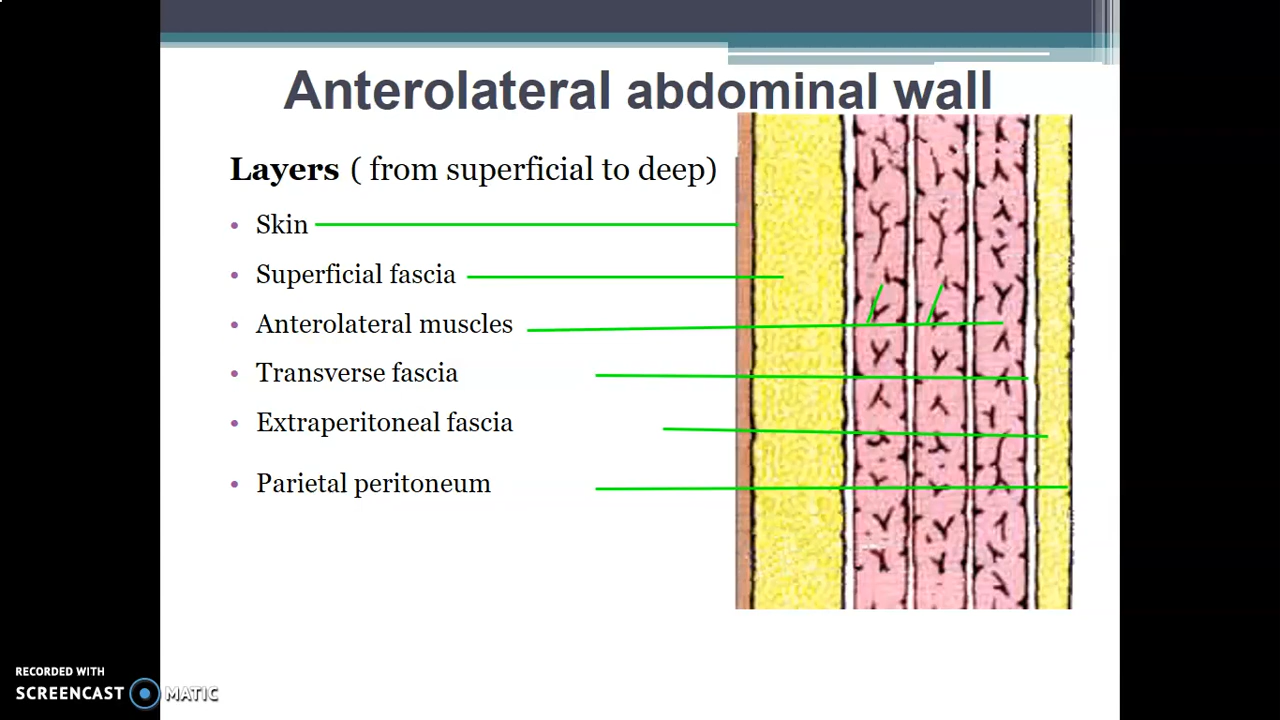 Anterolateral abdominal wall
Layers ( from superficial to deep)
• Skin
• Superficial fascia
• Anterolateral muscles
• Transverse fascia
• Extraperitoneal fascia
• Parietal peritoneum
RECORDED WITH
SCREENCAST MATIC